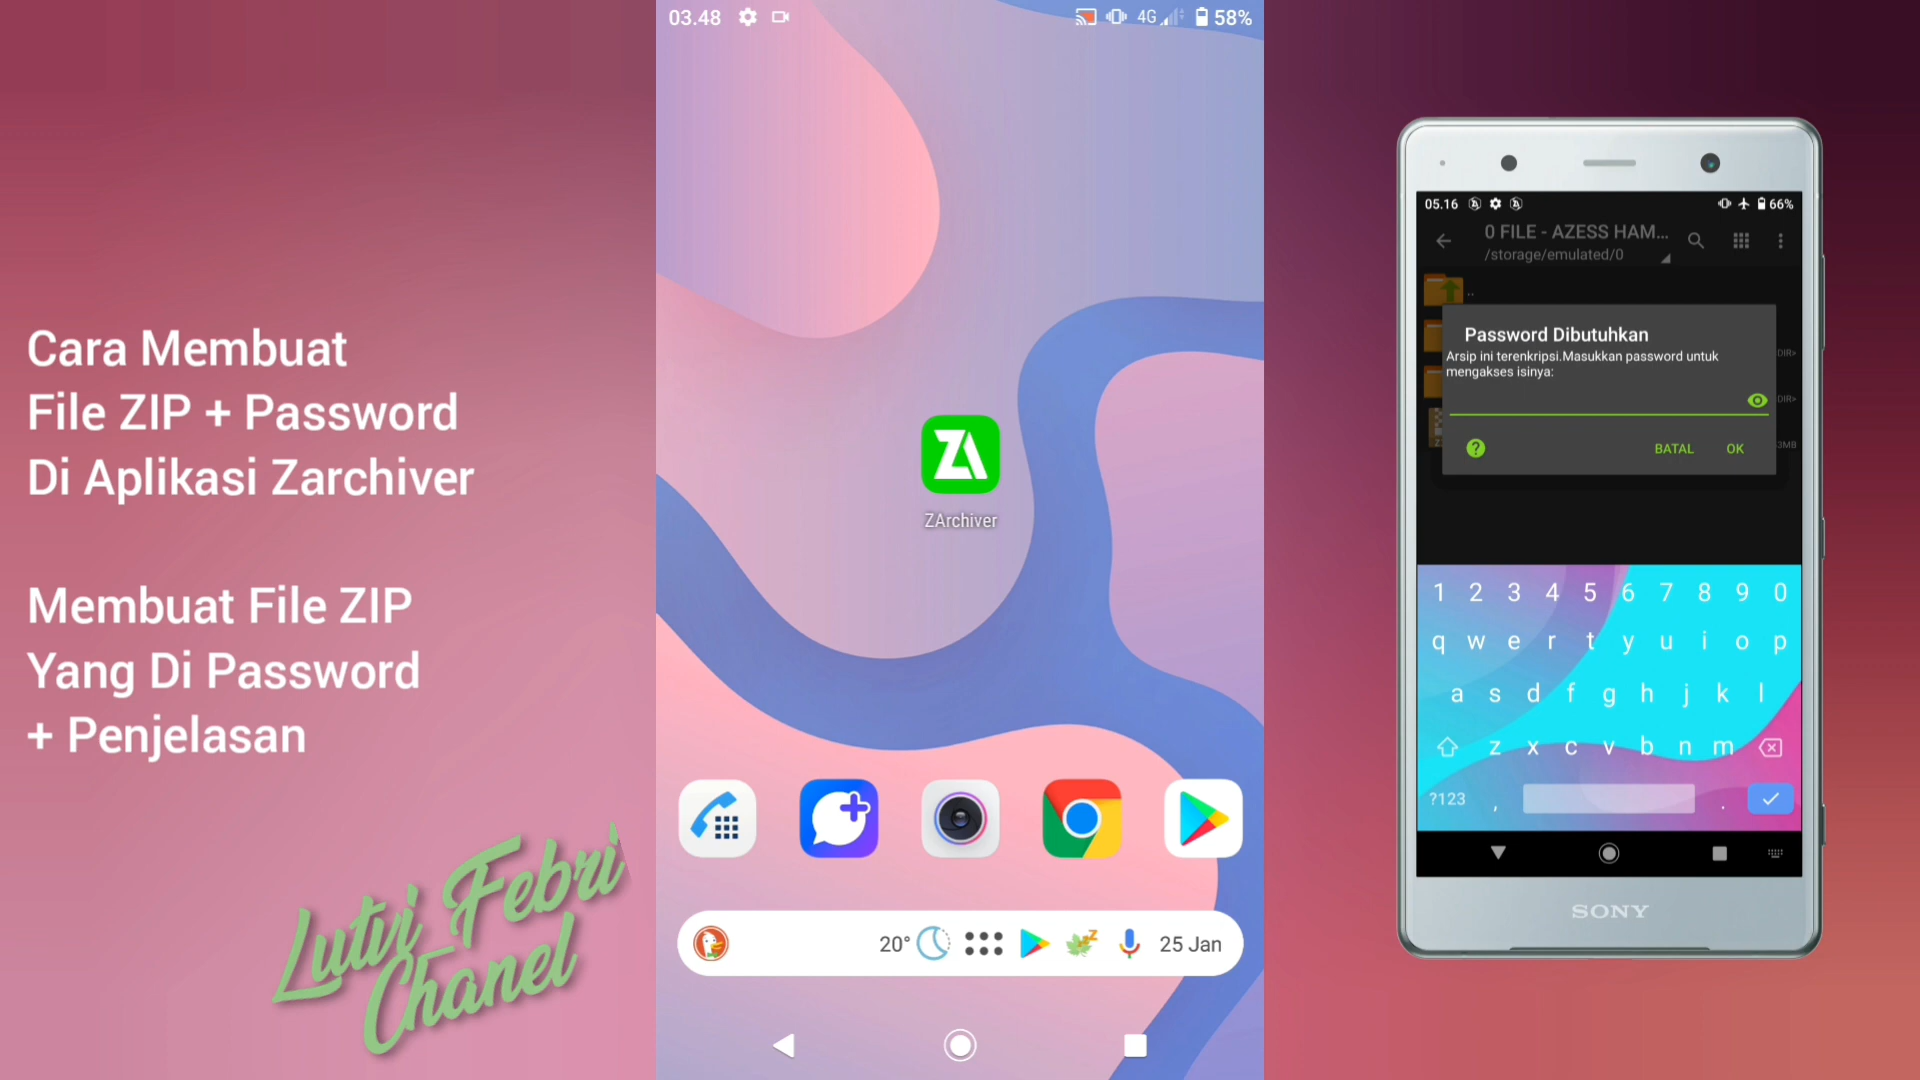 Cara Membuat
File ZIP + Password
Di Aplikasi Zarchiver
Membuat File ZIP
Yang Di Password
+ Penjelasan
Lutvi Febri
Chanel
03.48
4G
58%
ZArchiver
20°
25 Jan
05.16
66%
0 FILE - AZESS HAM...
/storage/emulated/0
..
Password Dibutuhkan
Arsip ini terenkripsi.Masukkan password untuk
mengakses isinya:
DIR>
DIR>
3MB
?
BATAL OK
1 2 3 4 5 6 7 8 9 0
q w e r t y u i o p
a s d f g h j k l
z x c v b n m
?123 , .
SONY